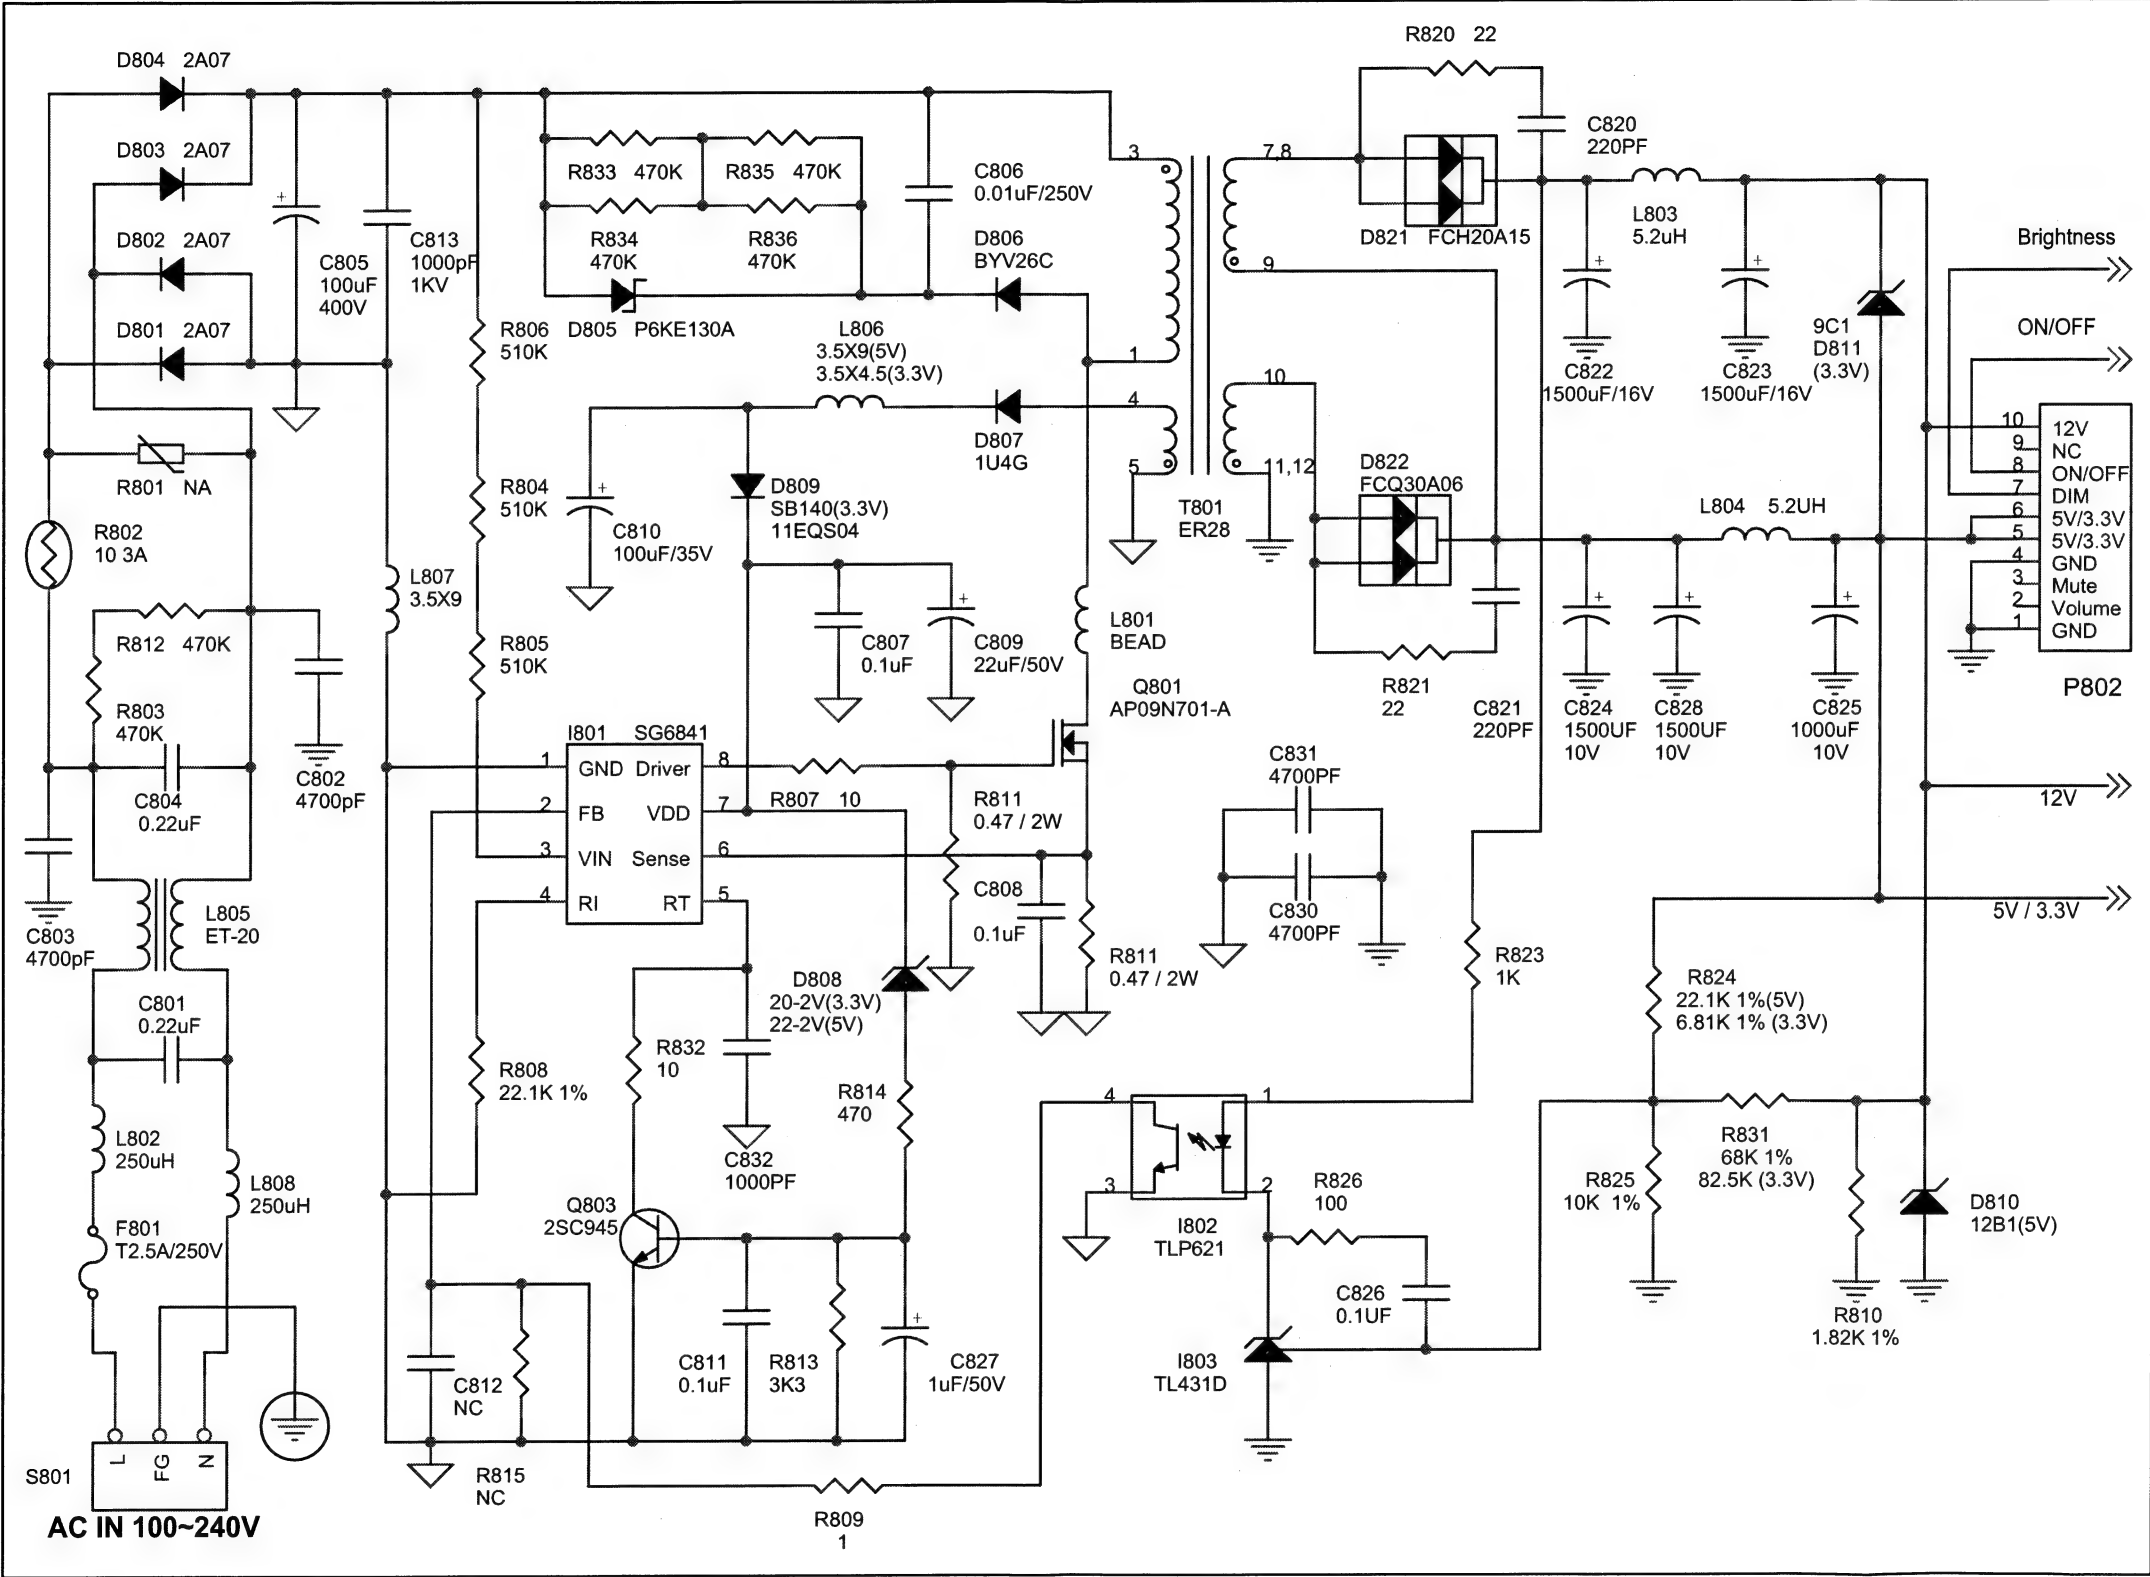 R820 22
D804 2A07
C820
220PF
D803 2A07
3
7,8
R833 470K
R835 470K
C806
0.01uF/250V
L803
5.2uH
D802 2A07
C813
1000pF
1KV
R834
470K
R836
470K
D806
BYV26C
D821 FCH20A15
Brightness
C805
100uF
400V
9
D801 2A07
R806
510K
D805 P6KE130A
L806
3.5X9(5V)
3.5X4.5(3.3V)
1
9C1
D811
(3.3V)
ON/OFF
C822
1500uF/16V
C823
1500uF/16V
4
10
D807
1U4G
5
11,12
R801 NA
R804
510K
D809
SB140(3.3V)
11EQS04
T801
ER28
D822
FCQ30A06
L804 5.2UH
10 12V
9 NC
8 ON/OFF
7 DIM
6 5V/3.3V
5 5V/3.3V
4 GND
3 Mute
2 Volume
1 GND
P802
R802
10 3A
C810
100uF/35V
L807
3.5X9
R812 470K
R805
510K
C807
0.1uF
C809
22uF/50V
L801
BEAD
R803
470K
C802
4700pF
Q801
AP09N701-A
R821
22
C821
220PF
C824
1500UF
10V
C828
1500UF
10V
C825
1000uF
10V
I801 SG6841
1 GND Driver 8
2 FB VDD 7
3 VIN Sense 6
4 RI RT 5
C804
0.22uF
R807 10
R811
0.47 / 2W
C831
4700PF
12V
C803
4700pF
L805
ET-20
C808
0.1uF
R811
0.47 / 2W
C830
4700PF
R823
1K
5V / 3.3V
C801
0.22uF
D808
20-2V(3.3V)
22-2V(5V)
R824
22.1K 1%(5V)
6.81K 1% (3.3V)
R808
22.1K 1%
R832
10
R814
470
4
1
3
2
L802
250uH
C832
1000PF
R831
68K 1%
82.5K (3.3V)
L808
250uH
R826
100
R825
10K 1%
D810
12B1(5V)
F801
T2.5A/250V
Q803
2SC945
I802
TLP621
C826
0.1UF
R810
1.82K 1%
C812
NC
C811
0.1uF
R813
3K3
C827
1uF/50V
I803
TL431D
S801
L
FG
N
R815
NC
R809
1
AC IN 100~240V